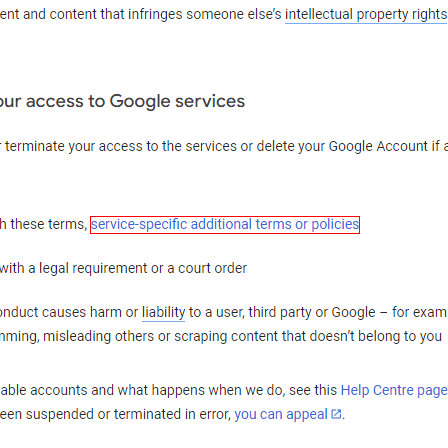 ent and content that infringes someone else's intellectual property rights
our access to Google services
terminate your access to the services or delete your Google Account if a
h these terms, service-specific additional terms or policies
with a legal requirement or a court order
onduct causes harm or liability to a user, third party or Google – for exam
mming, misleading others or scraping content that doesn't belong to you
able accounts and what happens when we do, see this Help Centre page
een suspended or terminated in error, you can appeal.